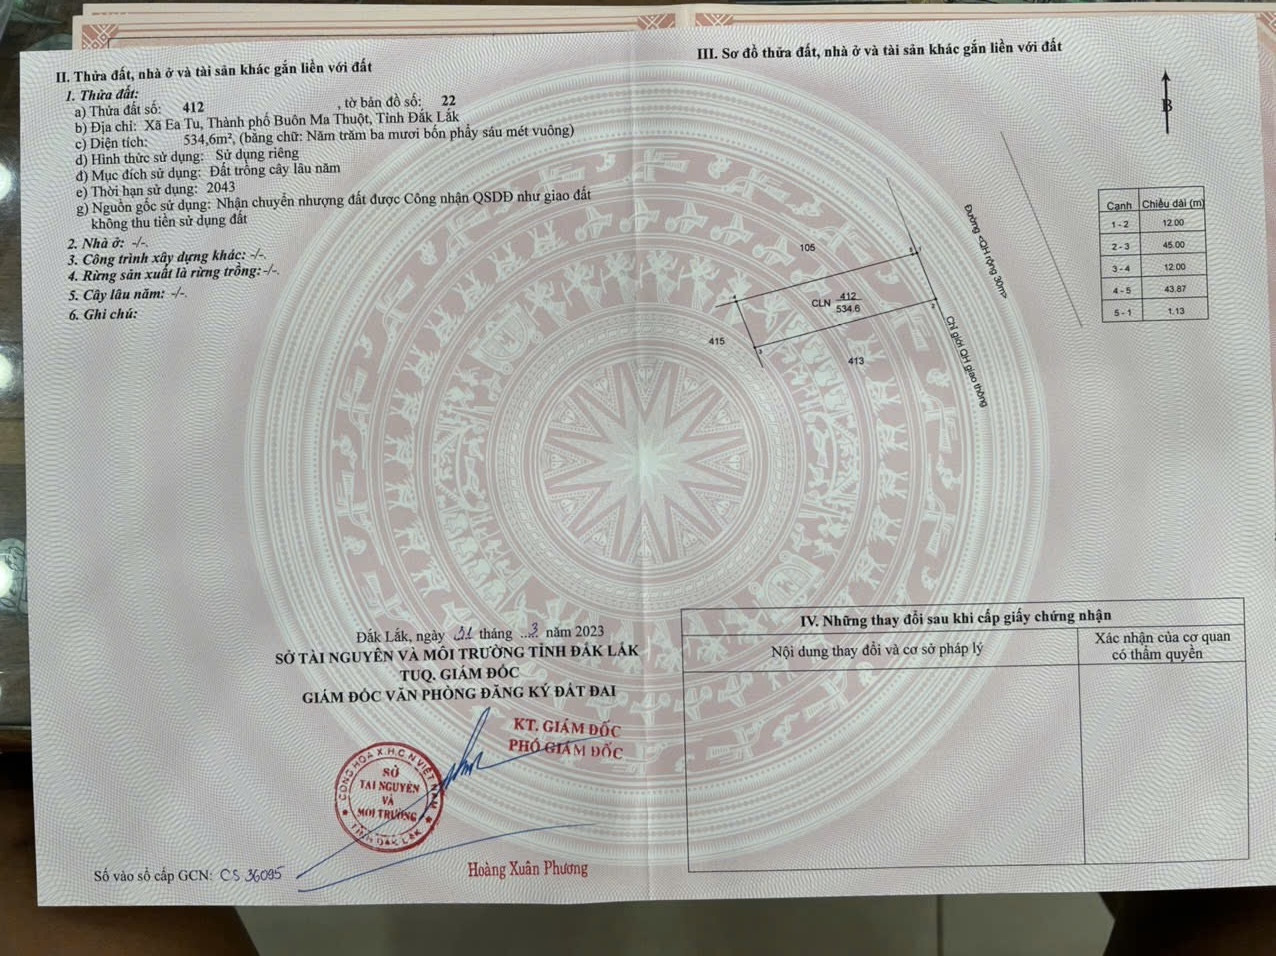 II. Thửa đất, nhà ở và tài sản khác gắn liền với đất
1. Thửa đất:
a) Thửa đất số: 412 , tờ bản đồ số: 22
b) Địa chỉ: Xã Ea Tu, Thành phố Buôn Ma Thuột, Tỉnh Đắk Lắk
c) Diện tích: 534,6m², (bằng chữ: Năm trăm ba mươi bốn phẩy sáu mét vuông)
d) Hình thức sử dụng: Sử dụng riêng
đ) Mục đích sử dụng: Đất trồng cây lâu năm
e) Thời hạn sử dụng: 2043
g) Nguồn gốc sử dụng: Nhận chuyển nhượng đất được Công nhận QSDĐ như giao đất
không thu tiền sử dụng đất
2. Nhà ở: -/-.
3. Công trình xây dựng khác: -/-.
4. Rừng sản xuất là rừng trồng:-/-.
5. Cây lâu năm: -/-.
6. Ghi chú:
Đắk Lắk, ngày 31 tháng ...3 năm 2023
SỞ TÀI NGUYÊN VÀ MÔI TRƯỜNG TỈNH ĐẮK LẮK
TUQ. GIÁM ĐỐC
GIÁM ĐỐC VĂN PHÒNG ĐĂNG KÝ ĐẤT ĐAI
KT. GIÁM ĐỐC
PHÓ GIÁM ĐỐC
CỘNG HOÀ X.H.C.N VIỆT NAM
SỞ
TÀI NGUYÊN
VÀ
MÔI TRƯỜNG
TỈNH ĐẮK LẮK
Hoàng Xuân Phương
Số vào sổ cấp GCN: CS 36095
III. Sơ đồ thửa đất, nhà ở và tài sản khác gắn liền với đất
B
105
CLN 412
534.6
415
413
Đường <QH rộng 30m>
Chỉ giới QH giao thông
Cạnh Chiều dài (m)
1 - 2 12.00
2 - 3 45.00
3 - 4 12.00
4 - 5 43.87
5 - 1 1.13
IV. Những thay đổi sau khi cấp giấy chứng nhận
Nội dung thay đổi và cơ sở pháp lý
Xác nhận của cơ quan
có thẩm quyền